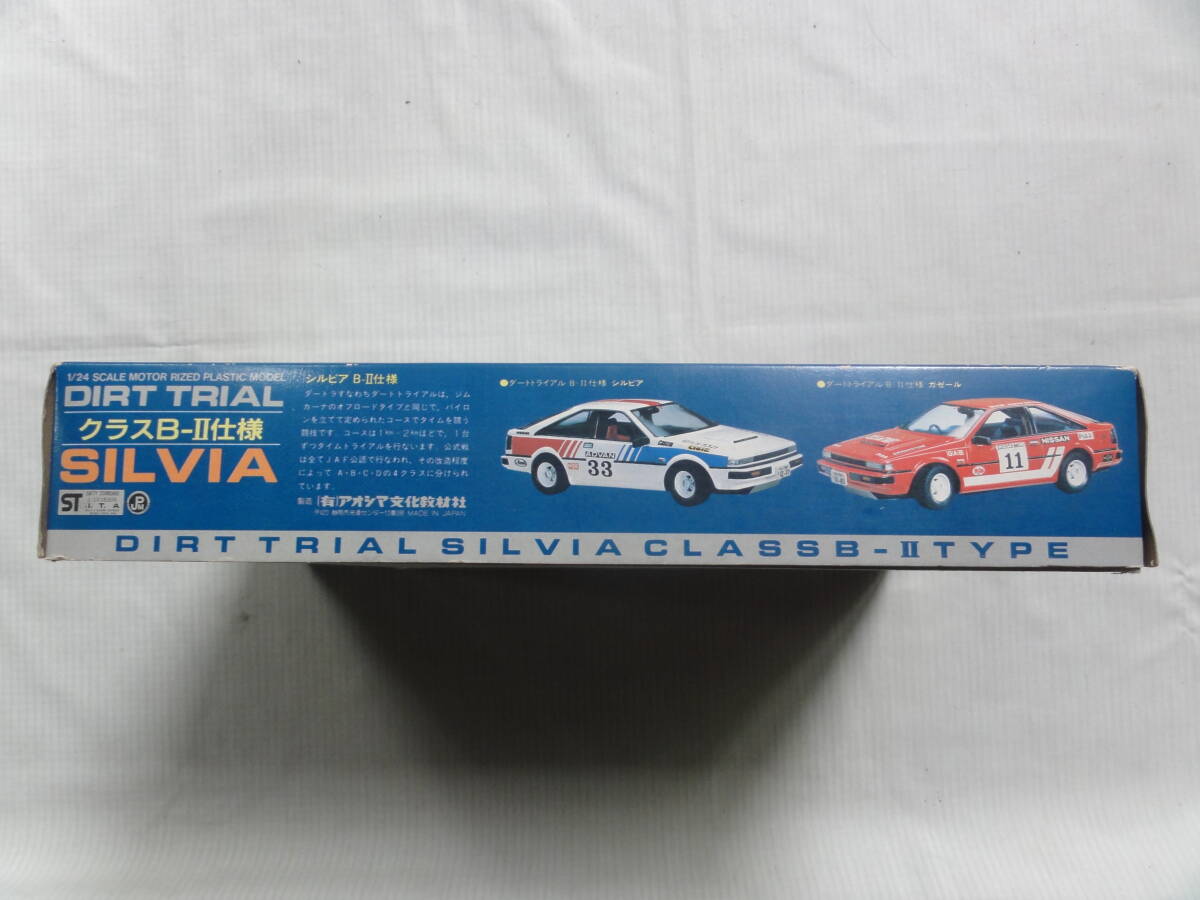 1/24 SCALE MOTOR RIZED PLASTIC MODEL
DIRT TRIAL
クラスB-II仕様
SILVIA
ST
S.T.A
PJM
シルビア B-II仕様
ダートラすなわちダートトライアルは、ジム
カーナのオフロードタイプと同じで、パイロ
ンを立てて定められたコースでタイムを競う
競技です。コースは1km〜2kmほどで、1台
ずつタイムトライアルを行ないます。公式戦
は全てJAF公認で行なわれ、その改造程度
によって A・B・C・Dの4クラスに分けられ
ています。
製造 (有)アオシマ文化教材社
MADE IN JAPAN
●ダートトライアル B-II仕様 シルビア
ADVAN
33
●ダートトライアル B-II仕様 ガゼール
NISSAN
11
DIRT TRIAL SILVIA CLASSB-II TYPE